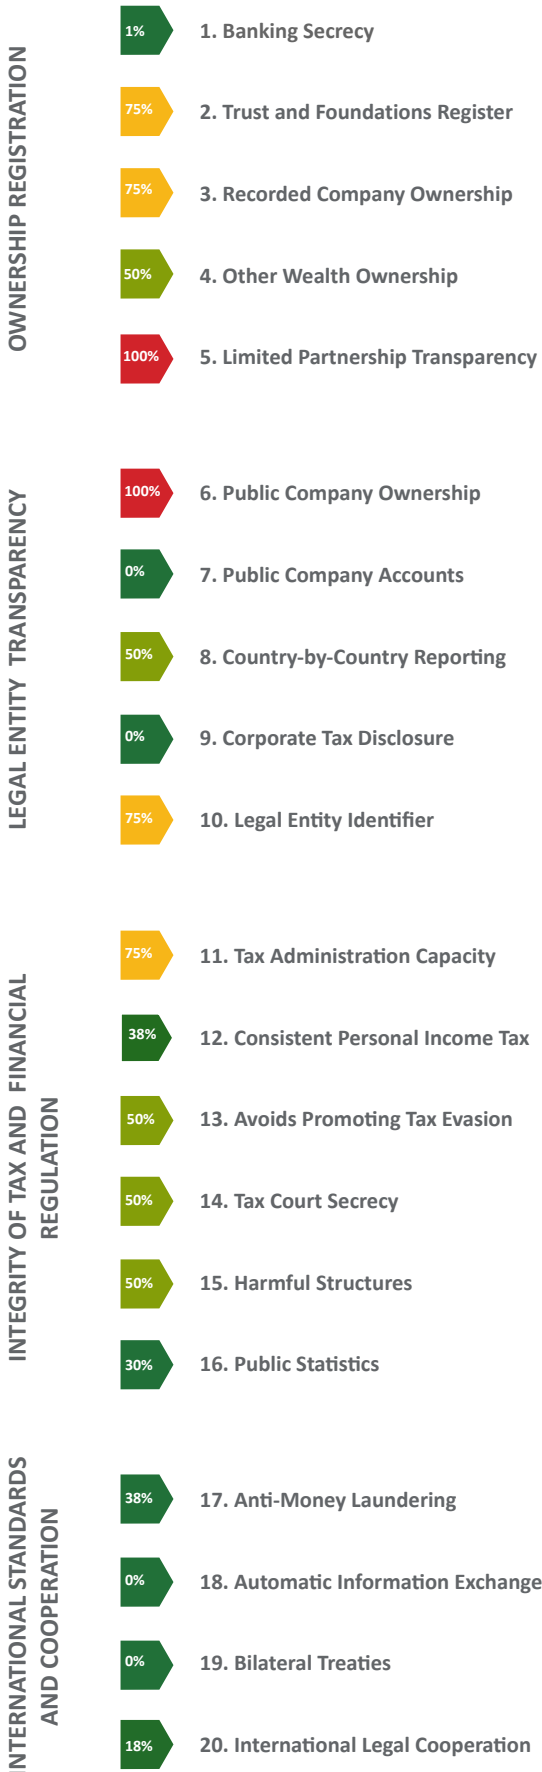 OWNERSHIP REGISTRATION
1% 1. Banking Secrecy
75% 2. Trust and Foundations Register
75% 3. Recorded Company Ownership
50% 4. Other Wealth Ownership
100% 5. Limited Partnership Transparency
LEGAL ENTITY TRANSPARENCY
100% 6. Public Company Ownership
0% 7. Public Company Accounts
50% 8. Country-by-Country Reporting
0% 9. Corporate Tax Disclosure
75% 10. Legal Entity Identifier
INTEGRITY OF TAX AND FINANCIAL
REGULATION
75% 11. Tax Administration Capacity
38% 12. Consistent Personal Income Tax
50% 13. Avoids Promoting Tax Evasion
50% 14. Tax Court Secrecy
50% 15. Harmful Structures
30% 16. Public Statistics
INTERNATIONAL STANDARDS
AND COOPERATION
38% 17. Anti-Money Laundering
0% 18. Automatic Information Exchange
0% 19. Bilateral Treaties
18% 20. International Legal Cooperation